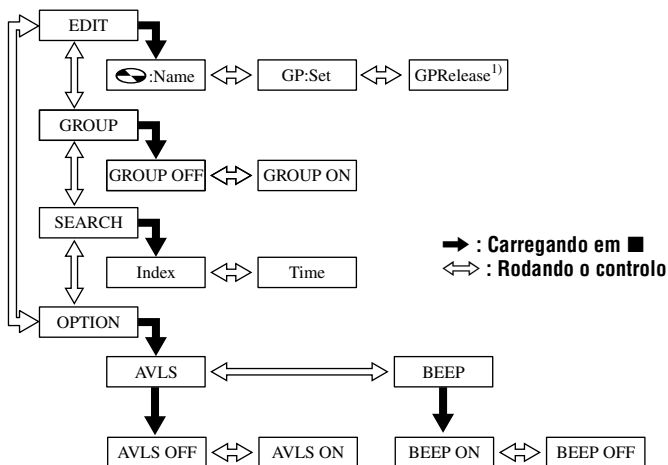 EDIT
:Name GP:Set GPRelease1)
GROUP
GROUP OFF GROUP ON
SEARCH
: Carregando em ■
Index Time
: Rodando o controlo
OPTION
AVLS BEEP
AVLS OFF AVLS ON BEEP ON BEEP OFF